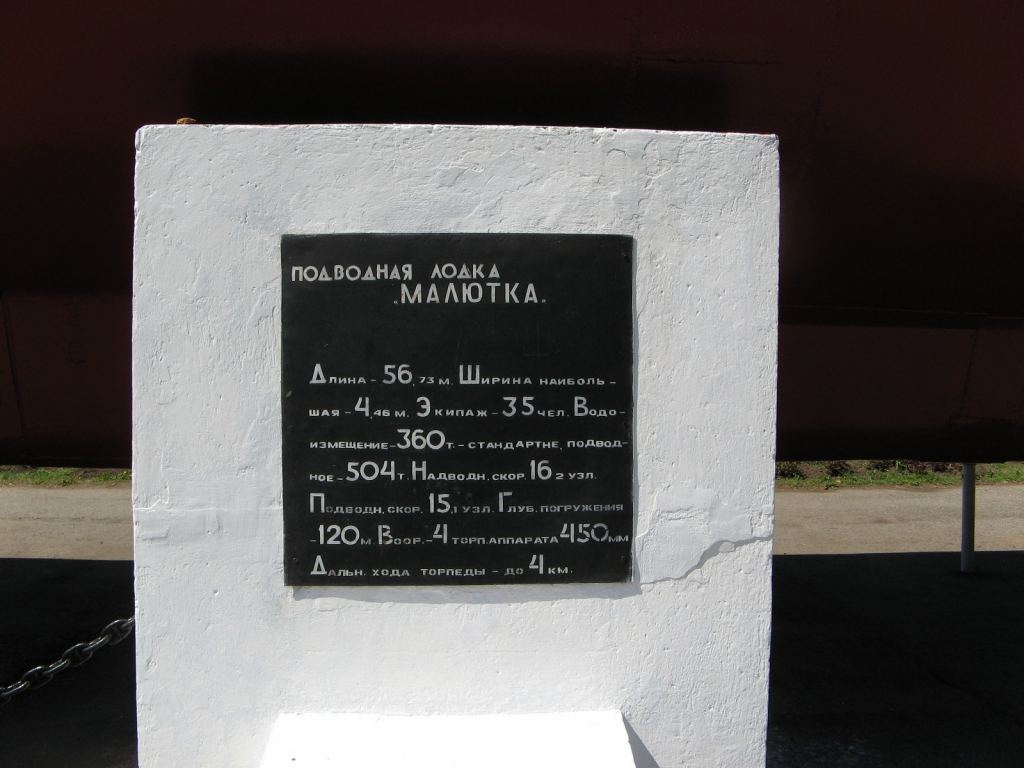 ПОДВОДНАЯ ЛОДКА
„МАЛЮТКА"
Длина - 56,73 м. Ширина наиболь-
шая - 4,46 м. Экипаж - 35 чел. Водо-
измещение - 360 т. - стандартне, подвод-
ное - 504 т. Надводн. скор. 16,2 узл.
Подводн. скор. 15,1 узл. Глуб. погружения
- 120 м. Воор. - 4 торп. аппарата 450 мм
Дальн. хода торпеды - до 4 км.